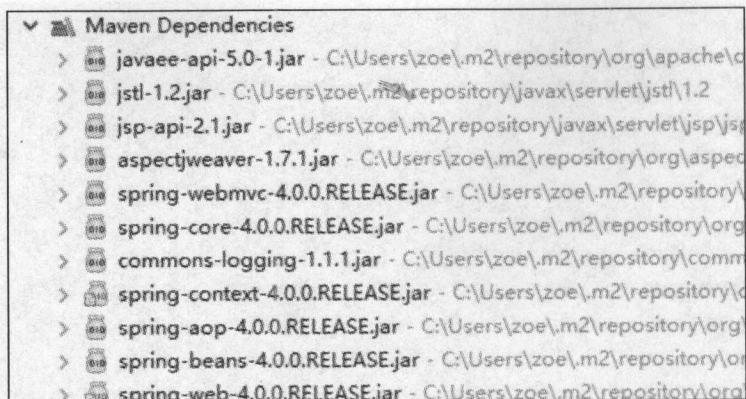 Maven Dependencies
javaee-api-5.0-1.jar - C:\Users\zoe\.m2\repository\org\apache\
jstl-1.2.jar - C:\Users\zoe\.m2\repository\javax\servlet\jstl\1.2
jsp-api-2.1.jar - C:\Users\zoe\.m2\repository\javax\servlet\jsp\jsp
aspectjweaver-1.7.1.jar - C:\Users\zoe\.m2\repository\org\aspec
spring-webmvc-4.0.0.RELEASE.jar - C:\Users\zoe\.m2\repository\
spring-core-4.0.0.RELEASE.jar - C:\Users\zoe\.m2\repository\org
commons-logging-1.1.1.jar - C:\Users\zoe\.m2\repository\comm
spring-context-4.0.0.RELEASE.jar - C:\Users\zoe\.m2\repository\
spring-aop-4.0.0.RELEASE.jar - C:\Users\zoe\.m2\repository\org\
spring-beans-4.0.0.RELEASE.jar - C:\Users\zoe\.m2\repository\or
spring-web-4.0.0.RELEASE.jar - C:\Users\zoe\.m2\repository\org